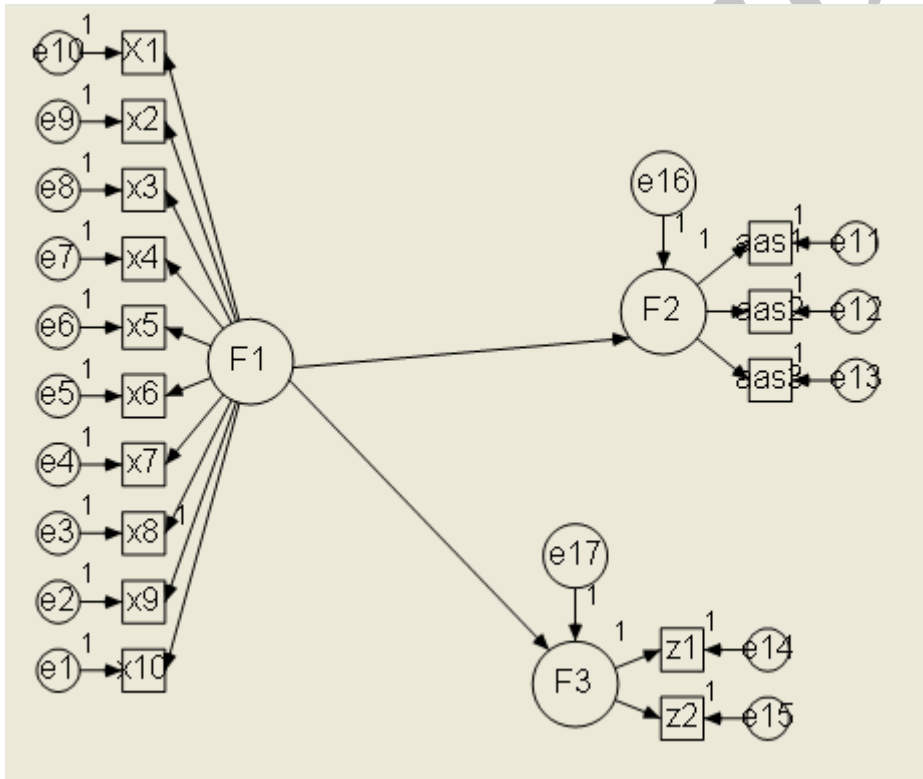 1
e10 X1
1
e9 x2
1
e8 x3
1
e7 x4
1
e6 x5
1
e5 x6
1
e4 x7
1
e3 x8 1
1
e2 x9
1
e1 x10
F1
e16
1
F2
1
aas1 1 e11
aas2 1 e12
aas3 1 e13
e17
1
F3
1
z1 1 e14
z2 1 e15